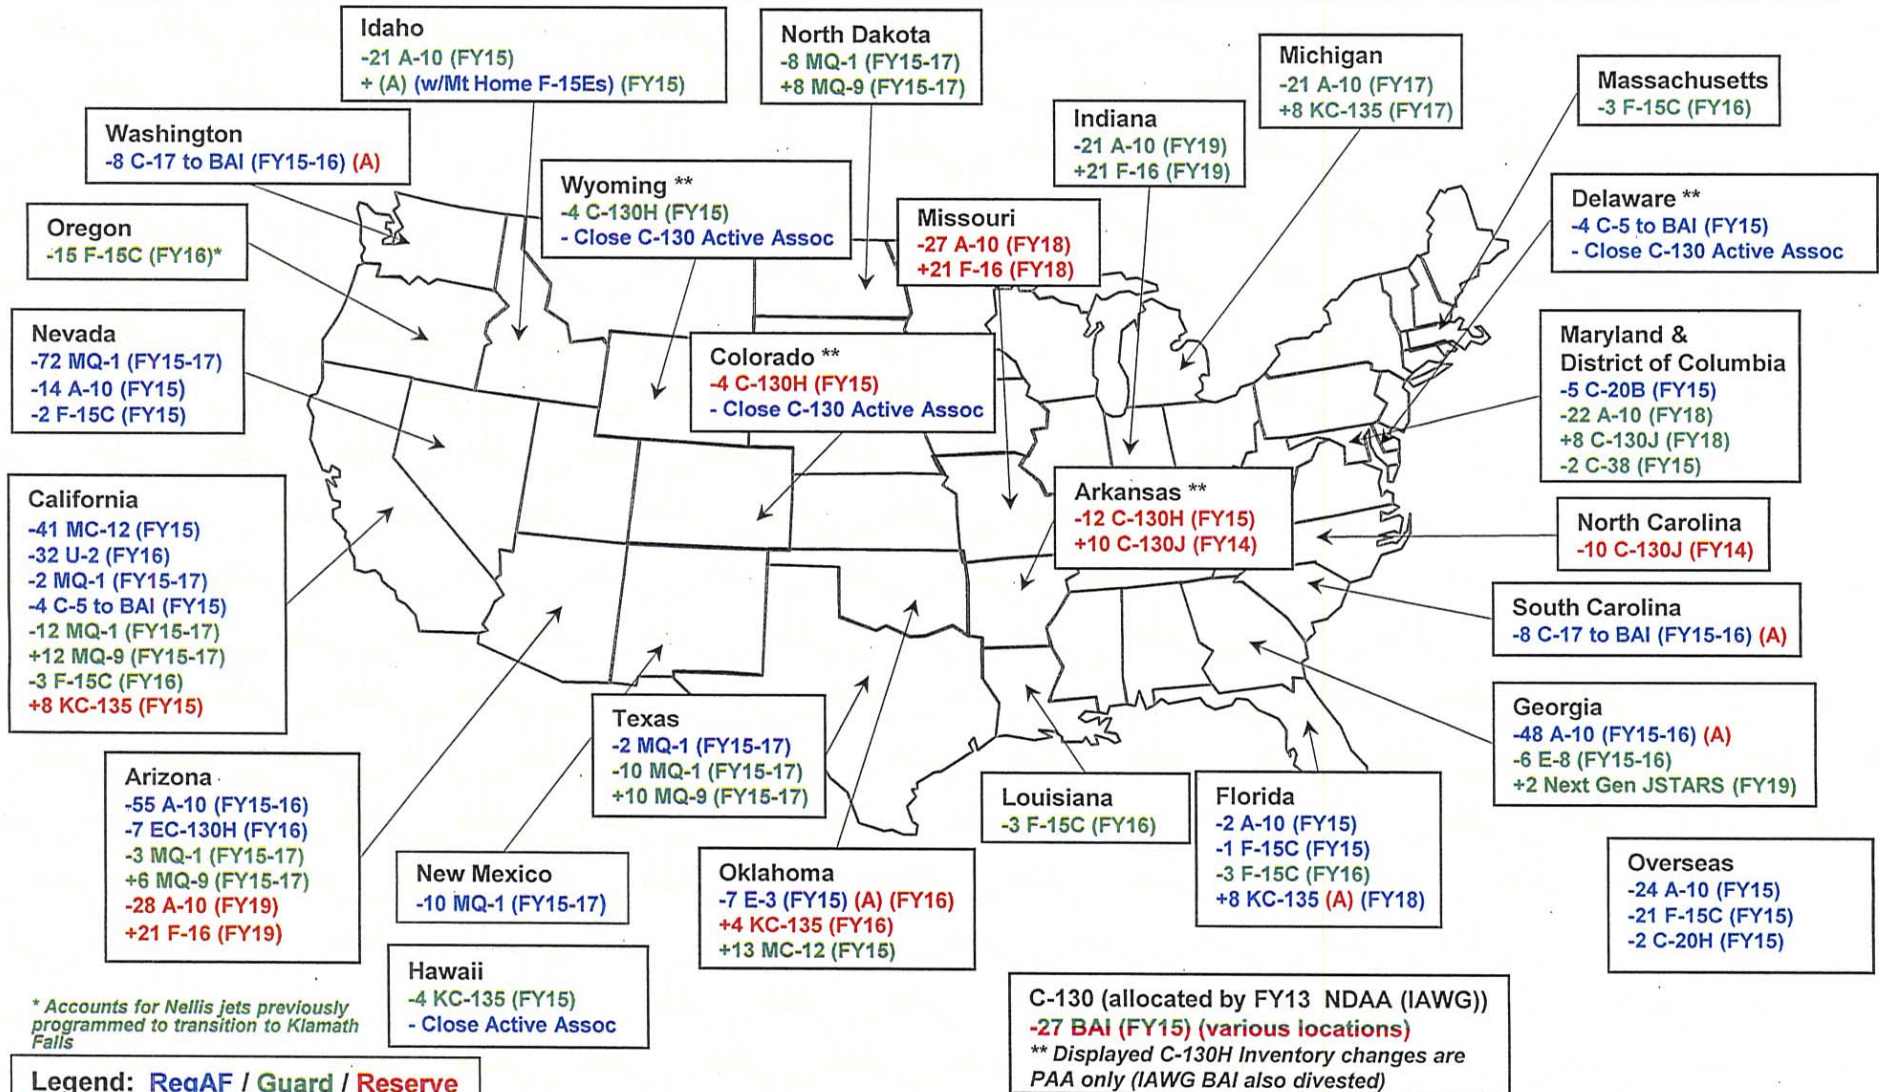 Idaho
-21 A-10 (FY15)
+ (A) (w/Mt Home F-15Es) (FY15)
North Dakota
-8 MQ-1 (FY15-17)
+8 MQ-9 (FY15-17)
Michigan
-21 A-10 (FY17)
+8 KC-135 (FY17)
Massachusetts
-3 F-15C (FY16)
Washington
-8 C-17 to BAI (FY15-16) (A)
Indiana
-21 A-10 (FY19)
+21 F-16 (FY19)
Wyoming **
-4 C-130H (FY15)
- Close C-130 Active Assoc
Missouri
-27 A-10 (FY18)
+21 F-16 (FY18)
Delaware **
-4 C-5 to BAI (FY15)
- Close C-130 Active Assoc
Oregon
-15 F-15C (FY16)*
Nevada
-72 MQ-1 (FY15-17)
-14 A-10 (FY15)
-2 F-15C (FY15)
Colorado **
-4 C-130H (FY15)
- Close C-130 Active Assoc
Maryland &
District of Columbia
-5 C-20B (FY15)
-22 A-10 (FY18)
+8 C-130J (FY18)
-2 C-38 (FY15)
California
-41 MC-12 (FY15)
-32 U-2 (FY16)
-2 MQ-1 (FY15-17)
-4 C-5 to BAI (FY15)
-12 MQ-1 (FY15-17)
+12 MQ-9 (FY15-17)
-3 F-15C (FY16)
+8 KC-135 (FY15)
Arkansas **
-12 C-130H (FY15)
+10 C-130J (FY14)
North Carolina
-10 C-130J (FY14)
South Carolina
-8 C-17 to BAI (FY15-16) (A)
Georgia
-48 A-10 (FY15-16) (A)
-6 E-8 (FY15-16)
+2 Next Gen JSTARS (FY19)
Texas
-2 MQ-1 (FY15-17)
-10 MQ-1 (FY15-17)
+10 MQ-9 (FY15-17)
Arizona
-55 A-10 (FY15-16)
-7 EC-130H (FY16)
-3 MQ-1 (FY15-17)
+6 MQ-9 (FY15-17)
-28 A-10 (FY19)
+21 F-16 (FY19)
Louisiana
-3 F-15C (FY16)
Florida
-2 A-10 (FY15)
-1 F-15C (FY15)
-3 F-15C (FY16)
+8 KC-135 (A) (FY18)
New Mexico
-10 MQ-1 (FY15-17)
Oklahoma
-7 E-3 (FY15) (A) (FY16)
+4 KC-135 (FY16)
+13 MC-12 (FY15)
Overseas
-24 A-10 (FY15)
-21 F-15C (FY15)
-2 C-20H (FY15)
Hawaii
-4 KC-135 (FY15)
- Close Active Assoc
C-130 (allocated by FY13 NDAA (IAWG))
-27 BAI (FY15) (various locations)
** Displayed C-130H Inventory changes are
PAA only (IAWG BAI also divested)
* Accounts for Nellis jets previously
programmed to transition to Klamath
Falls
Legend: RegAF / Guard / Reserve